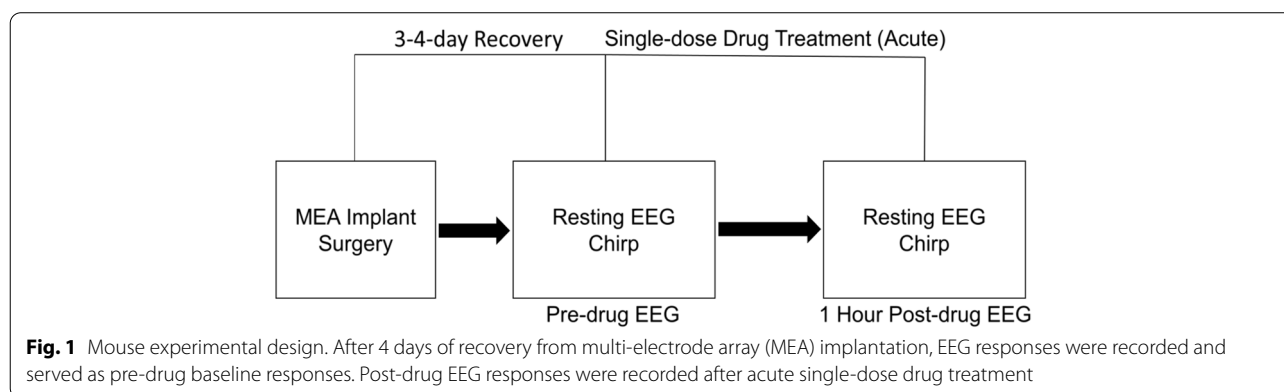 3-4-day Recovery Single-dose Drug Treatment (Acute)
MEA Implant
Surgery
Resting EEG
Chirp
Resting EEG
Chirp
Pre-drug EEG
1 Hour Post-drug EEG
Fig. 1 Mouse experimental design. After 4 days of recovery from multi-electrode array (MEA) implantation, EEG responses were recorded and
served as pre-drug baseline responses. Post-drug EEG responses were recorded after acute single-dose drug treatment